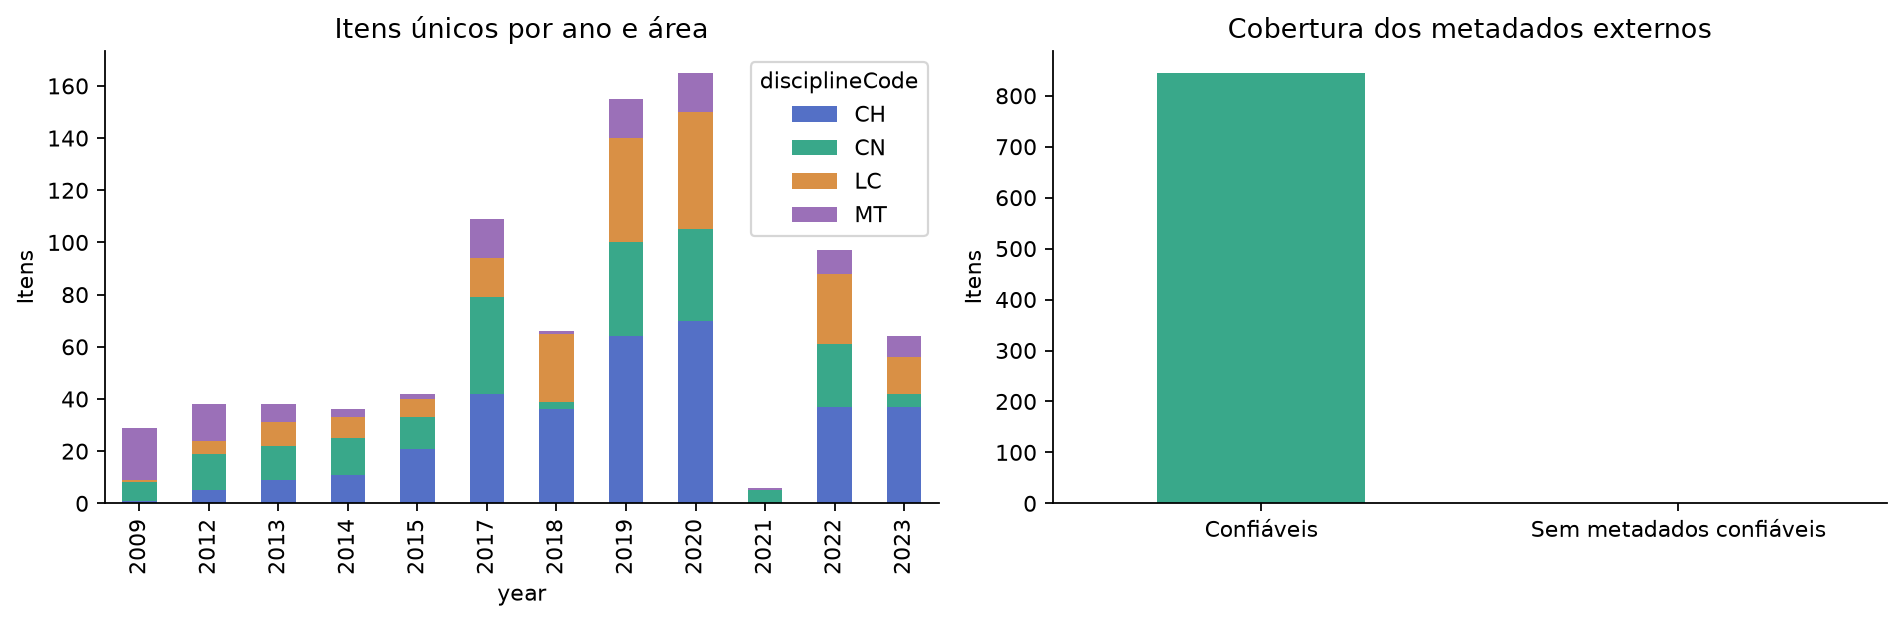 Itens únicos por ano e área
Itens
160
140
120
100
80
60
40
20
0
disciplineCode
CH
CN
LC
MT
2009
2012
2013
2014
2015
2017
2018
2019
2020
2021
2022
2023
year
Cobertura dos metadados externos
Itens
800
700
600
500
400
300
200
100
0
Confiáveis
Sem metadados confiáveis